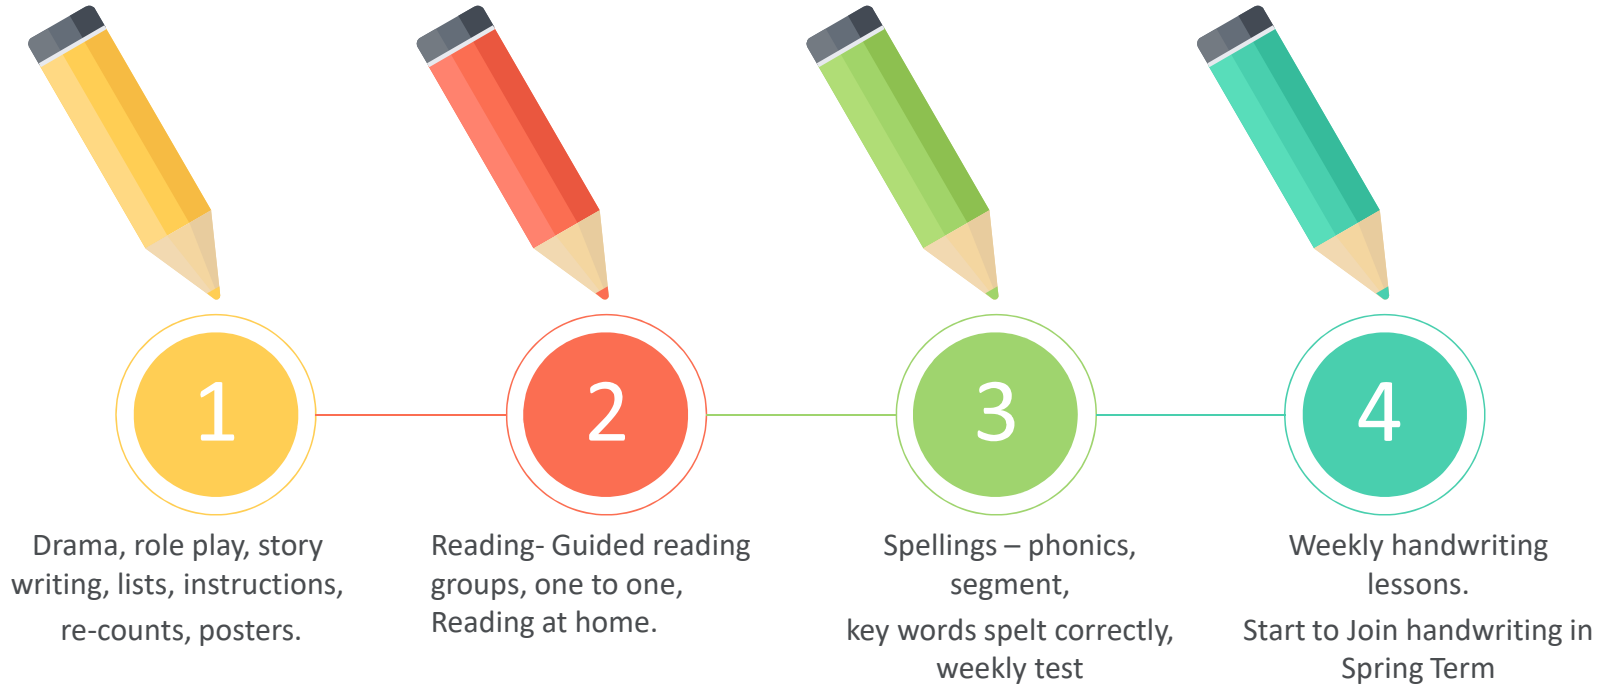 1
Drama, role play, story
writing, lists, instructions,
re-counts, posters.
2
Reading- Guided reading
groups, one to one,
Reading at home.
3
Spellings – phonics,
segment,
key words spelt correctly,
weekly test
4
Weekly handwriting
lessons.
Start to Join handwriting in
Spring Term